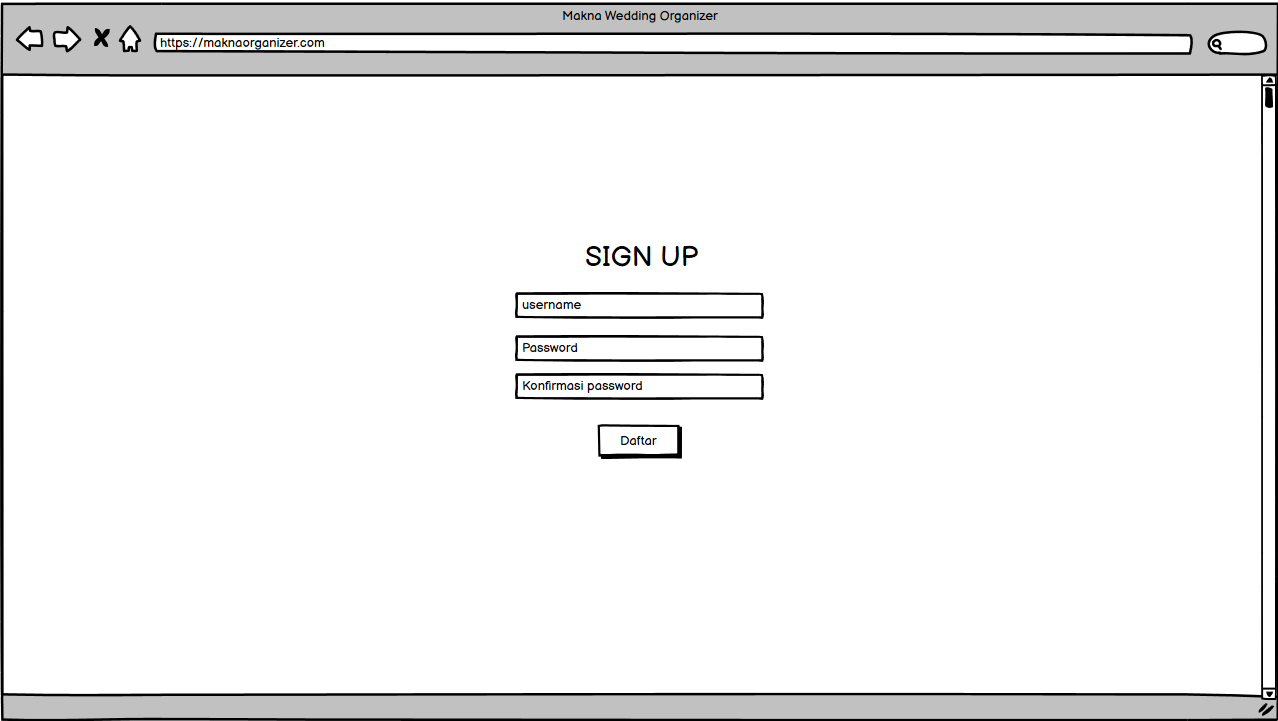 Makna Wedding Organizer
https://maknaorganizer.com
SIGN UP
username
Password
Konfirmasi password
Daftar